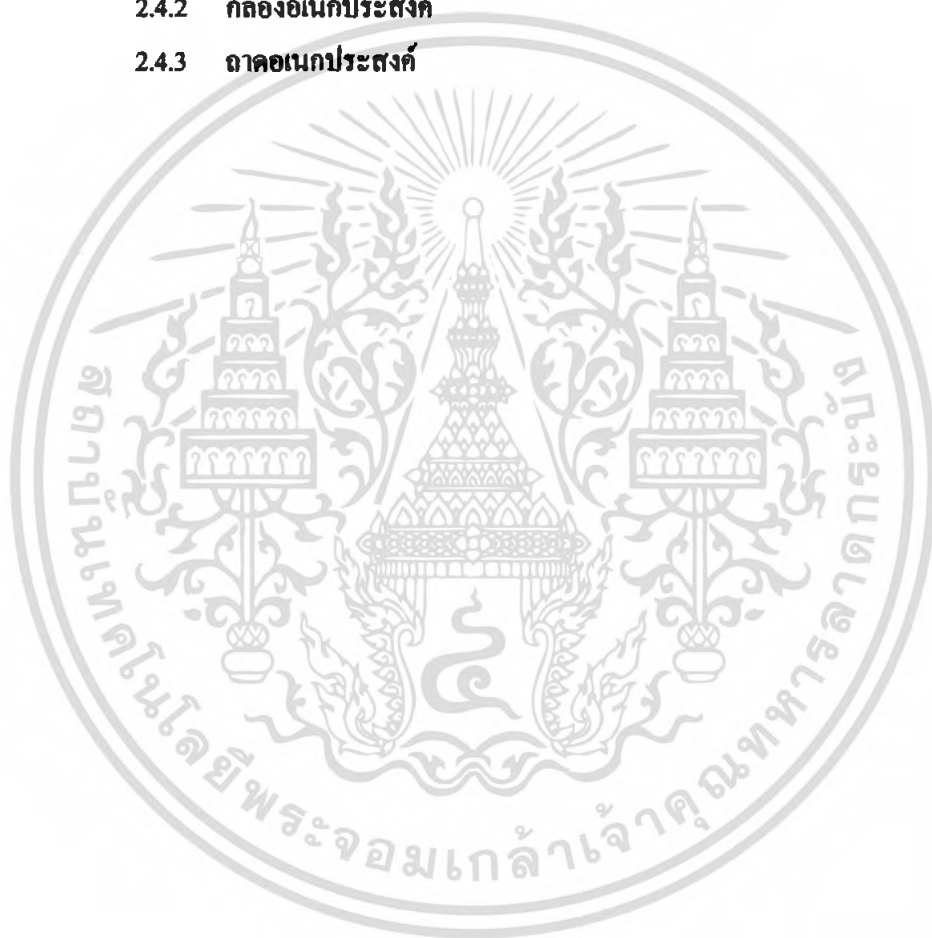 2.4.2 กล่องอเนกประสงค์
2.4.3 ถาดอเนกประสงค์
สถาบันเทคโนโลยีพระจอมเกล้าเจ้าคุณทหารลาดกระบัง
๔